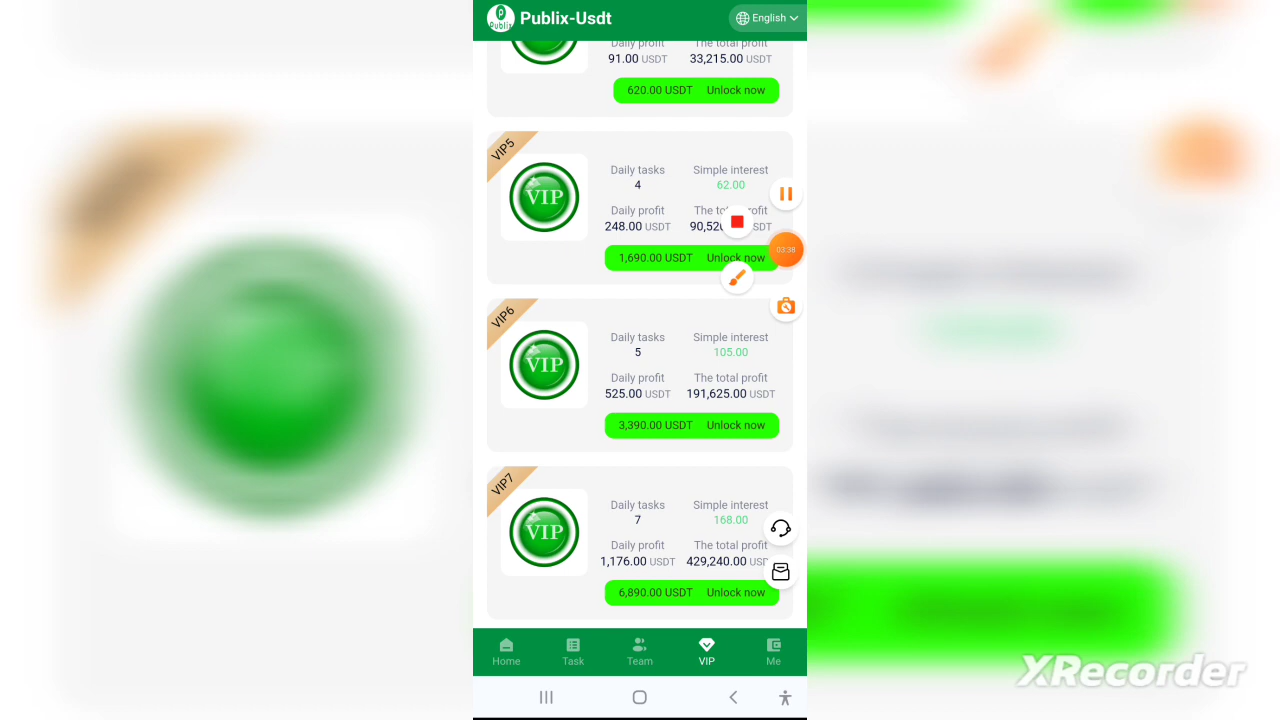 Publix
Publix-Usdt
English
Daily profit The total profit
91.00 USDT 33,215.00 USDT
620.00 USDT Unlock now
VIP5
VIP
Daily tasks Simple interest
4 62.00
Daily profit
248.00 USDT
1,690.00 USDT Unlock now
03:38
VIP6
VIP
Daily tasks Simple interest
5 105.00
Daily profit The total profit
525.00 USDT 191,625.00 USDT
3,390.00 USDT Unlock now
VIP7
VIP
Daily tasks Simple interest
7 168.00
Daily profit The total profit
1,176.00 USDT 429,240.00
6,890.00 USDT Unlock now
Home Task Team VIP Me
XRecorder